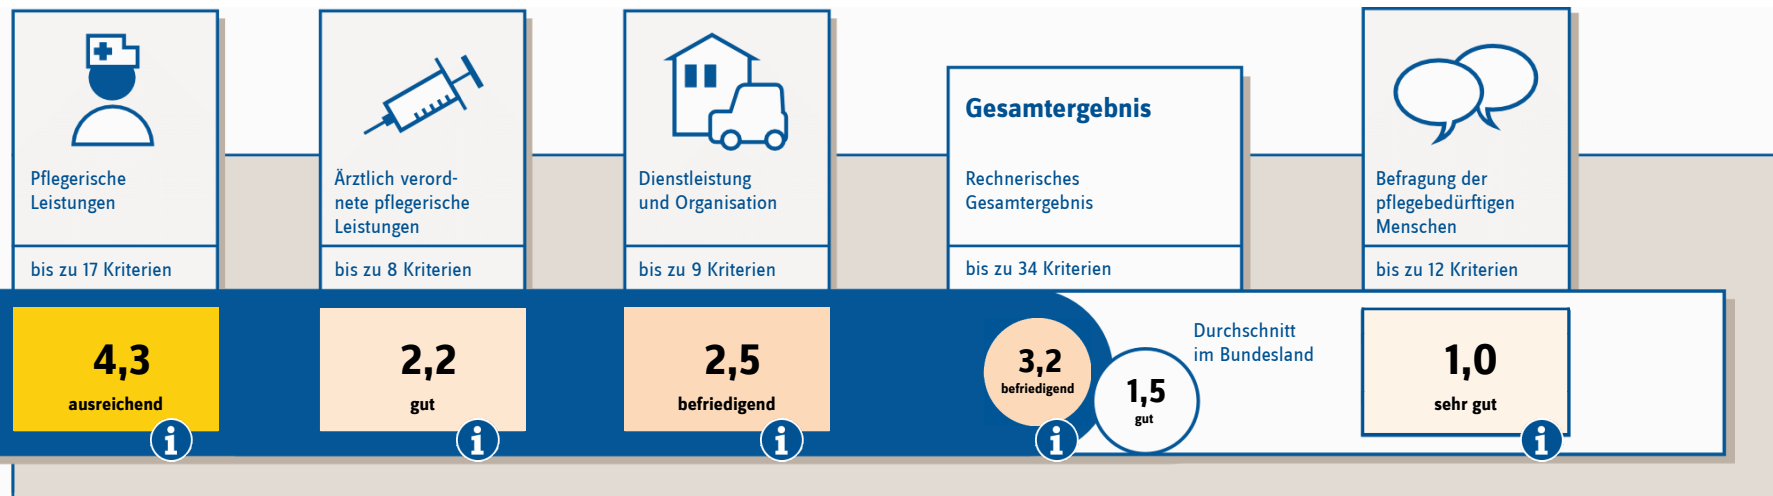 Pflegerische
Leistungen
bis zu 17 Kriterien
4,3
ausreichend
i
Ärztlich verord-
nete pflegerische
Leistungen
bis zu 8 Kriterien
2,2
gut
i
Dienstleistung
und Organisation
bis zu 9 Kriterien
2,5
befriedigend
i
Gesamtergebnis
Rechnerisches
Gesamtergebnis
bis zu 34 Kriterien
3,2
befriedigend
i
Durchschnitt
im Bundesland
1,5
gut
Befragung der
pflegebedürftigen
Menschen
bis zu 12 Kriterien
1,0
sehr gut
i